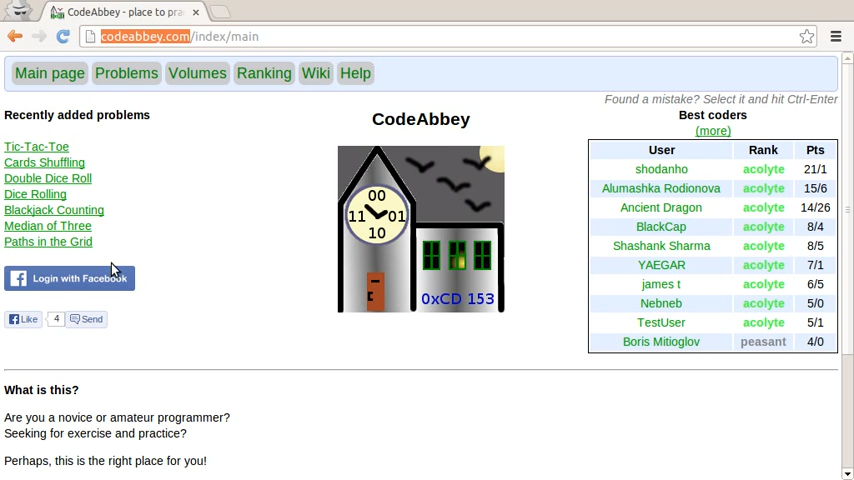 CodeAbbey - place to pra
codeabbey.com/index/main
Main page Problems Volumes Ranking Wiki Help
Found a mistake? Select it and hit Ctrl-Enter
Recently added problems
Tic-Tac-Toe
Cards Shuffling
Double Dice Roll
Dice Rolling
Blackjack Counting
Median of Three
Paths in the Grid
Login with Facebook
Like 4 Send
CodeAbbey
00
11 01
10
0xCD 153
Best coders
(more)
User Rank Pts
shodanho acolyte 21/1
Alumashka Rodionova acolyte 15/6
Ancient Dragon acolyte 14/26
BlackCap acolyte 8/4
Shashank Sharma acolyte 8/5
YAEGAR acolyte 7/1
james t acolyte 6/5
Nebneb acolyte 5/0
TestUser acolyte 5/1
Boris Mitioglov peasant 4/0
What is this?
Are you a novice or amateur programmer?
Seeking for exercise and practice?
Perhaps, this is the right place for you!